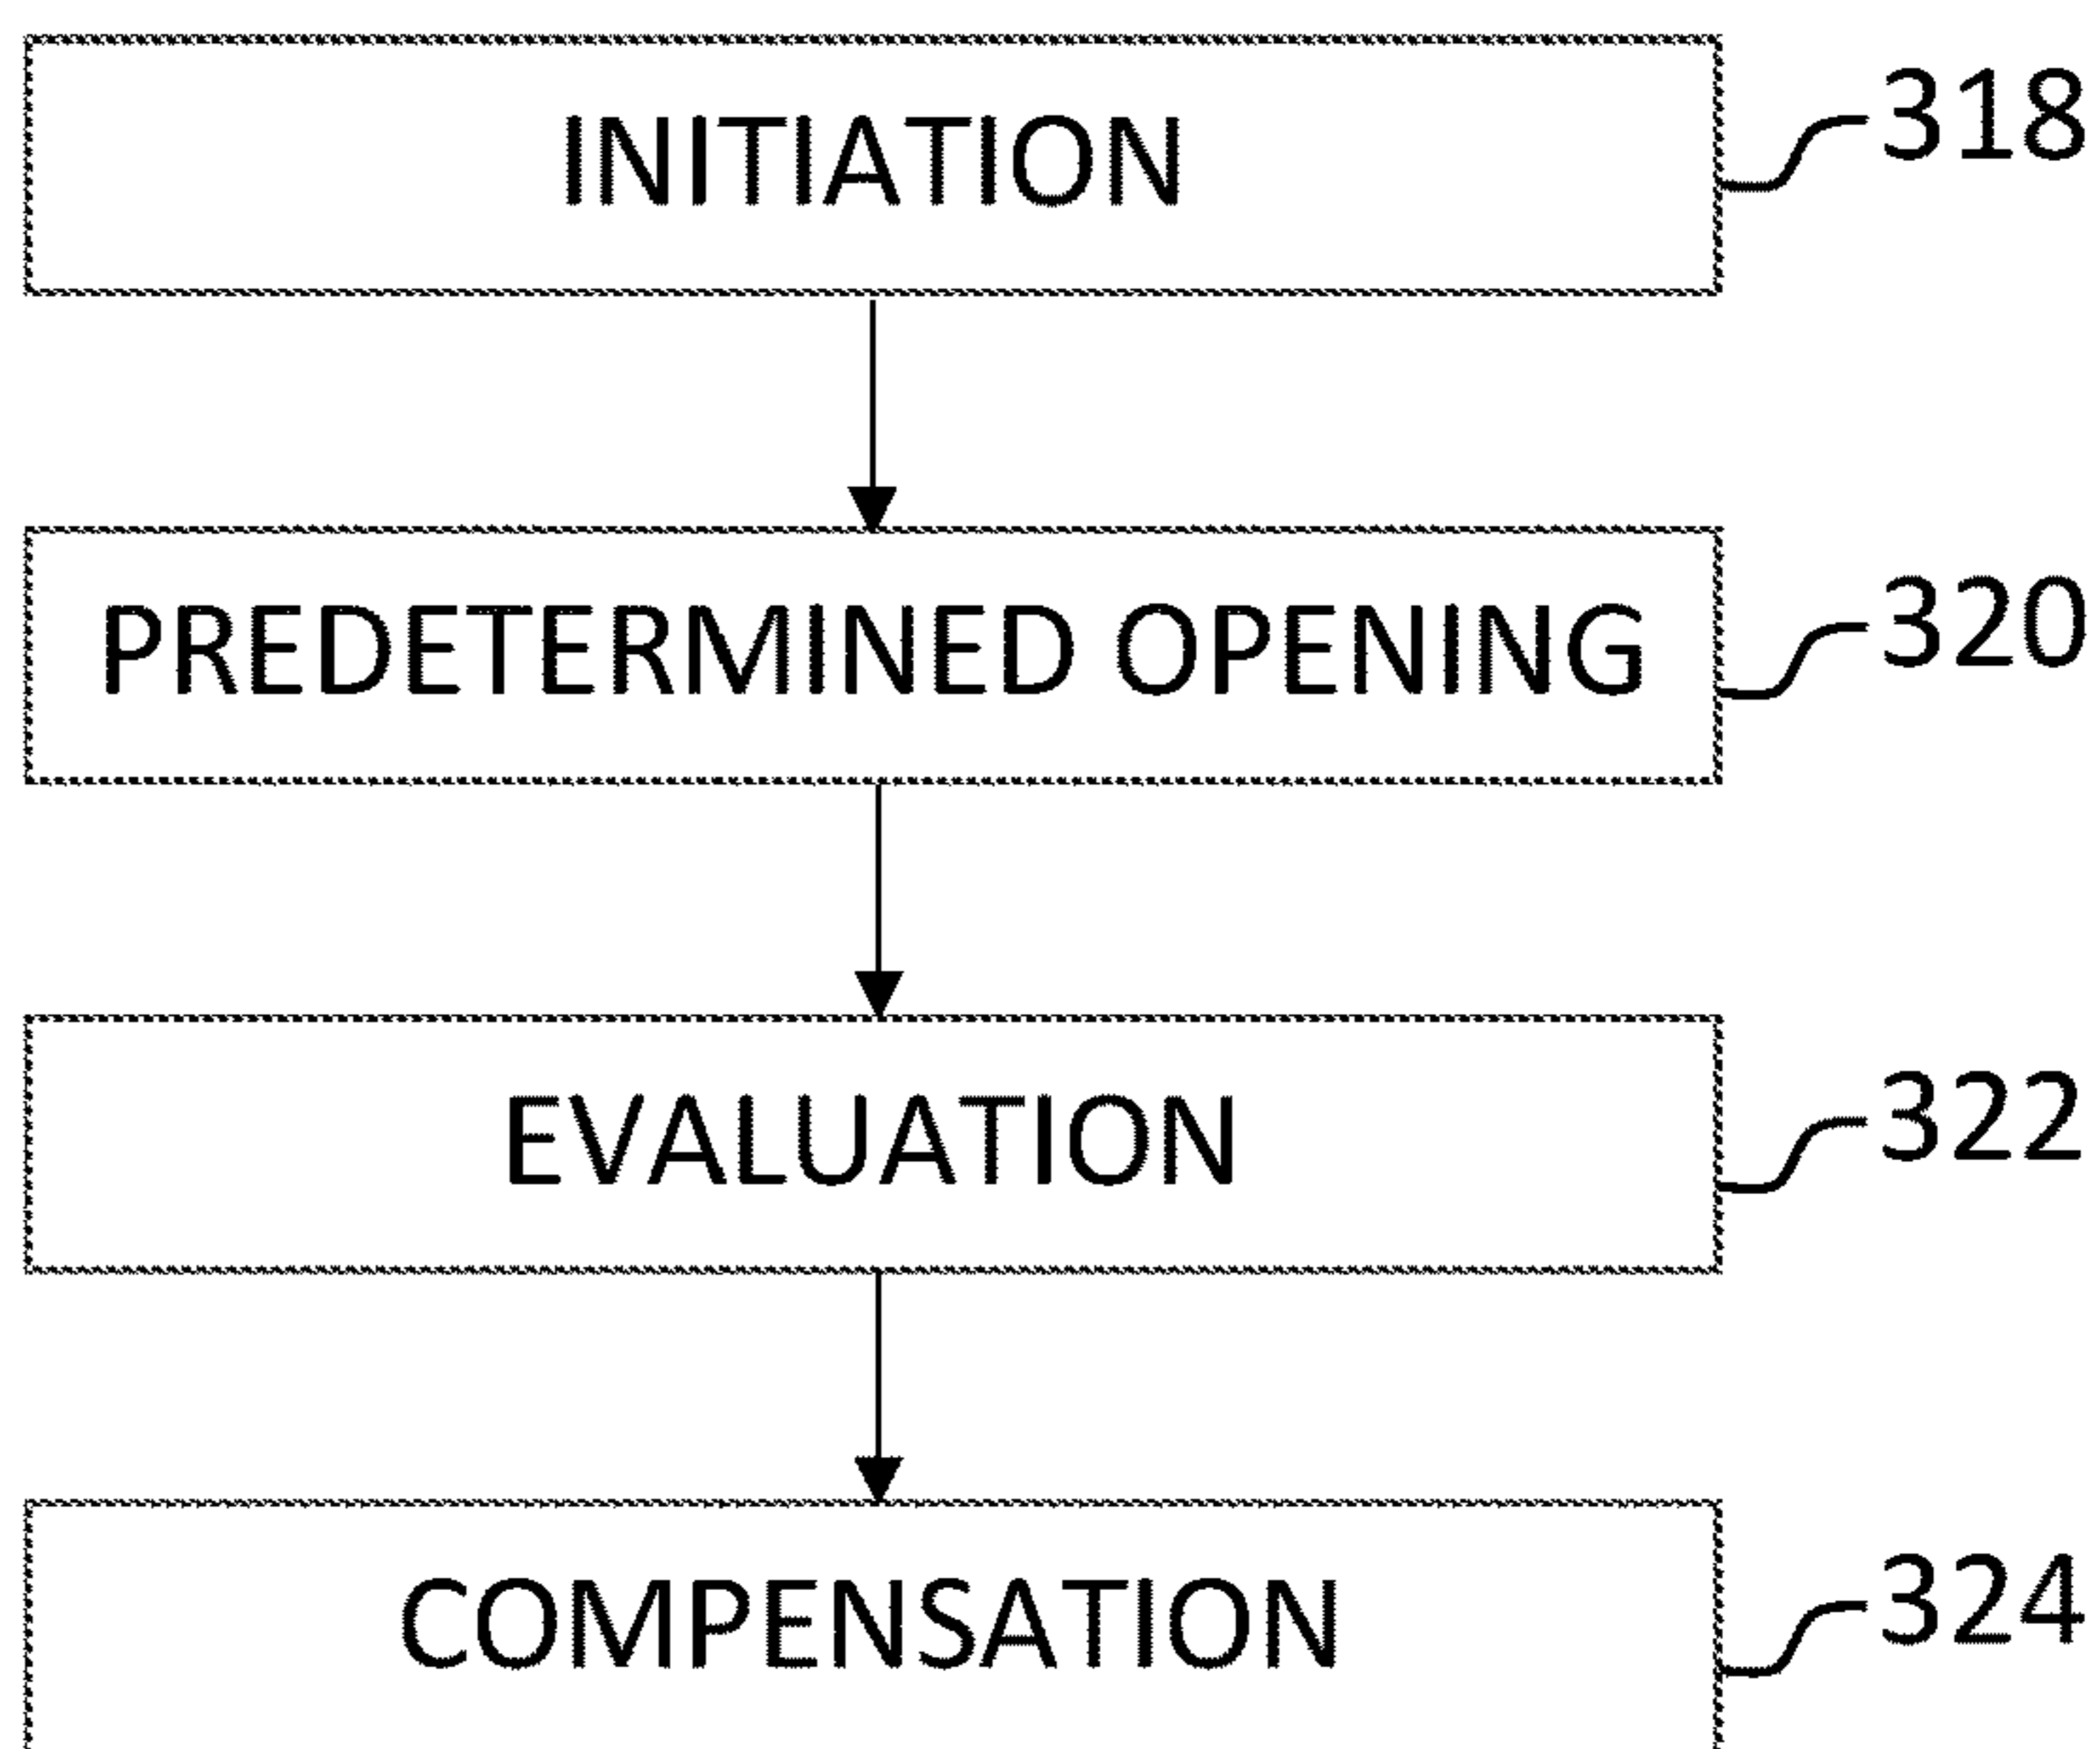 INITIATION 318
PREDETERMINED OPENING 320
EVALUATION 322
COMPENSATION 324